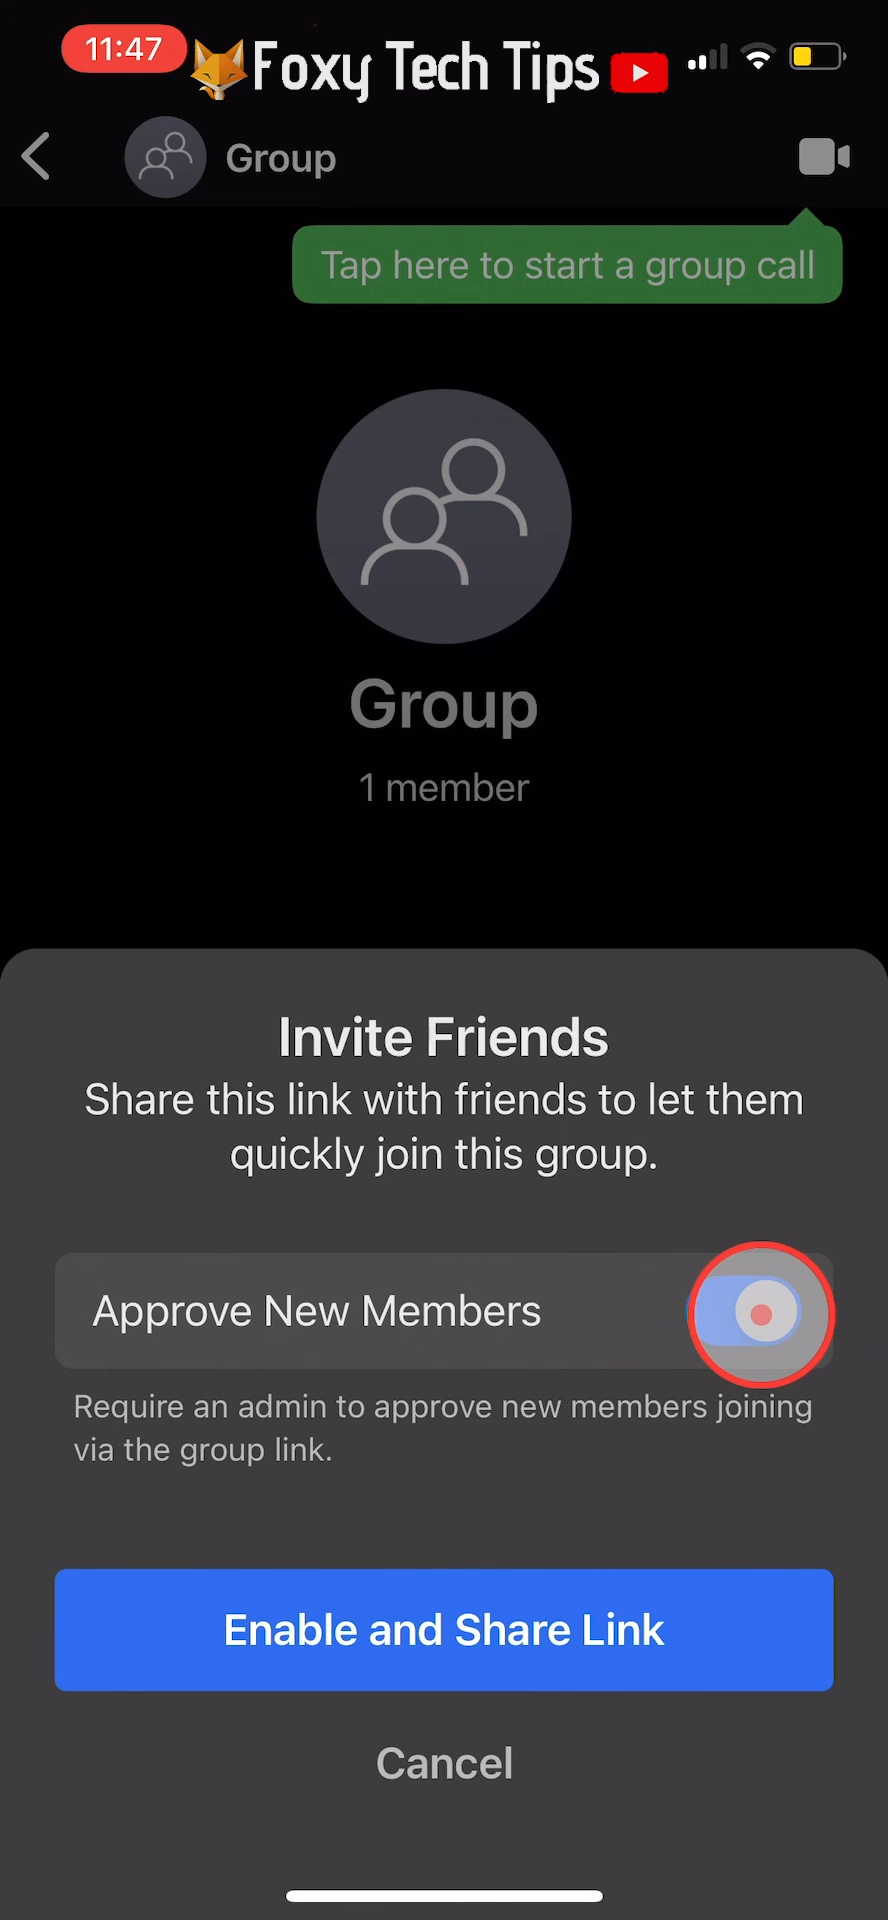 11:47
Foxy Tech Tips
Group
Tap here to start a group call
Group
1 member
Invite Friends
Share this link with friends to let them
quickly join this group.
Approve New Members
Require an admin to approve new members joining
via the group link.
Enable and Share Link
Cancel